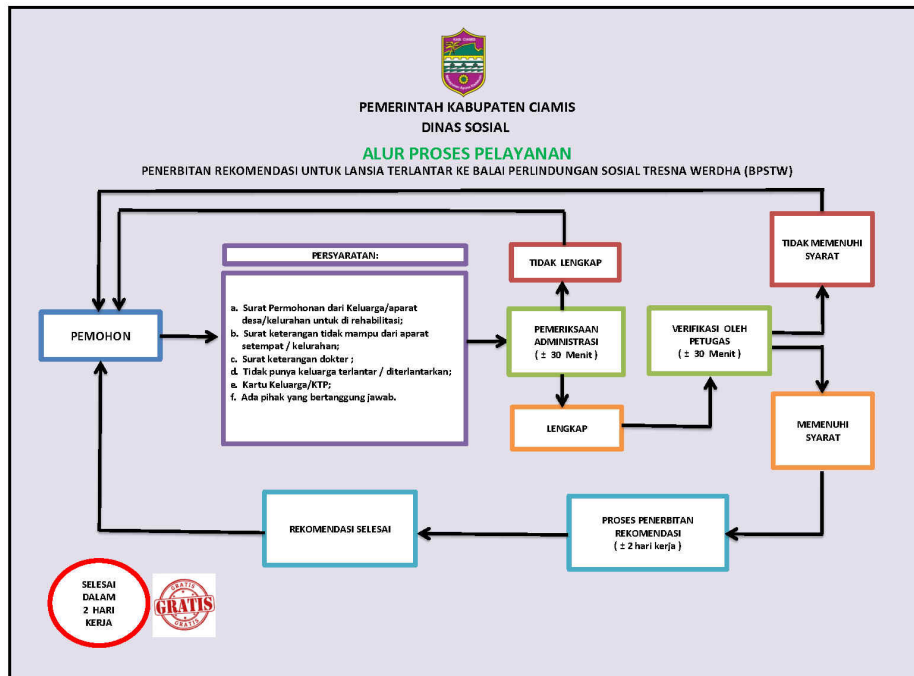 KAB CIAMIS
PEMERINTAH KABUPATEN CIAMIS
DINAS SOSIAL
ALUR PROSES PELAYANAN
PENERBITAN REKOMENDASI UNTUK LANSIA TERLANTAR KE BALAI PERLINDUNGAN SOSIAL TRESNA WERDHA (BPSTW)
PEMOHON
PERSYARATAN:
a. Surat Permohonan dari Keluarga/aparat
desa/kelurahan untuk di rehabilitasi;
b. Surat keterangan tidak mampu dari aparat
setempat / kelurahan;
c. Surat keterangan dokter ;
d. Tidak punya keluarga terlantar / diterlantarkan;
e. Kartu Keluarga/KTP;
f. Ada pihak yang bertanggung jawab.
TIDAK LENGKAP
PEMERIKSAAN
ADMINISTRASI
( ± 30 Menit )
LENGKAP
VERIFIKASI OLEH
PETUGAS
( ± 30 Menit )
TIDAK MEMENUHI
SYARAT
MEMENUHI
SYARAT
PROSES PENERBITAN
REKOMENDASI
( ± 2 hari kerja )
REKOMENDASI SELESAI
SELESAI
DALAM
2 HARI
KERJA
GRATIS
GRATIS
GRATIS